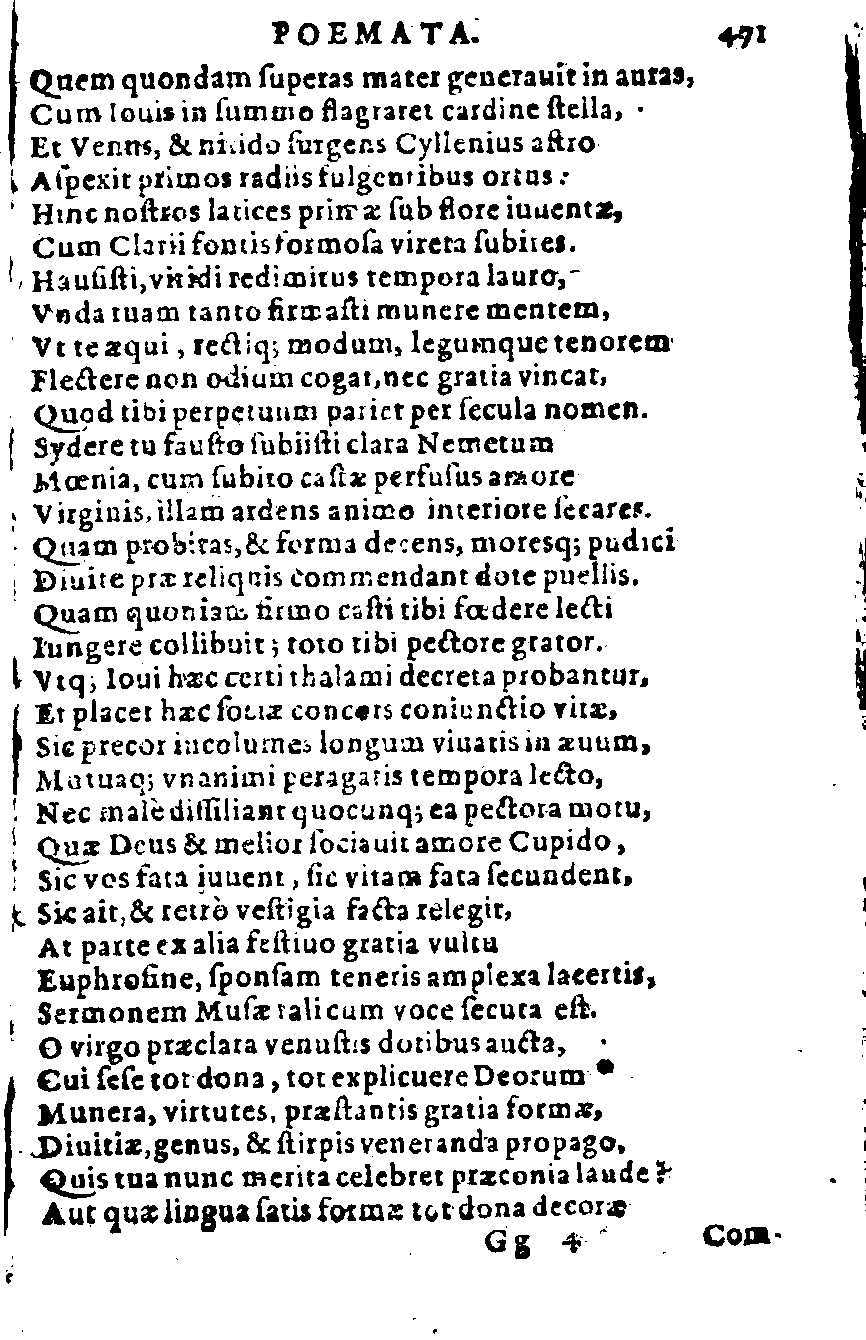 POEMATA. 471
Quem quondam ſuperas mater generauit in auras,
Cum Iouis in ſummo flagraret cardine ſtella,
Et Venus, & nitido ſurgens Cyllenius aſtro
Aſpexit primos radiis fulgentibus ortus:
Hinc noſtros latices primæ ſub flore iuuentæ,
Cum Clarii fontis formoſa vireta ſubites.
Hauſiſti, viridi redimitus tempora lauro,
Vnda tuam tanto firmaſti munere mentem,
Vt te æqui, rectiq; modum, legumque tenorem
Flectere non odium cogat, nec gratia vincat,
Quod tibi perpetuum pariet per ſecula nomen.
Sydere tu fauſto ſubiiſti clara Nemetum
Mœnia, cum ſubito caſtæ perfuſus amore
Virginis, illam ardens animo interiore ſecares.
Quam probitas, & forma decens, moresq; pudici
Diuite præ reliquis commendant dote puellis.
Quam quoniam firmo caſti tibi fœdere lecti
Iungere collibuit; toto tibi pectore grator.
Vtq; Ioui hæc certi thalami decreta probantur,
Et placet hæc ſociæ concors coniunctio vitæ,
Sic precor incolumes longum viuatis in æuum,
Mutuaq; vnanimi peragatis tempora lecto,
Nec malè diſſiliant quocunq; ea pectora motu,
Quæ Deus & melior ſociauit amore Cupido,
Sic vos fata iuuent, ſic vitam fata ſecundent,
Sic ait, & retrò veſtigia facta relegit,
At parte ex alia feſtiuo gratia vultu
Euphroſine, ſponſam teneris amplexa lacertis,
Sermonem Muſæ talicum voce ſecuta eſt.
O virgo præclara venuſtis dotibus aucta,
Cui ſeſe tot dona, tot explicuere Deorum
Munera, virtutes, præſtantis gratia formæ,
Diuitiæ, genus, & ſtirpis veneranda propago,
Quis tua nunc merita celebret præconia laude?
Aut quæ lingua ſatis formæ tot dona decoræ
Gg 4 Com-